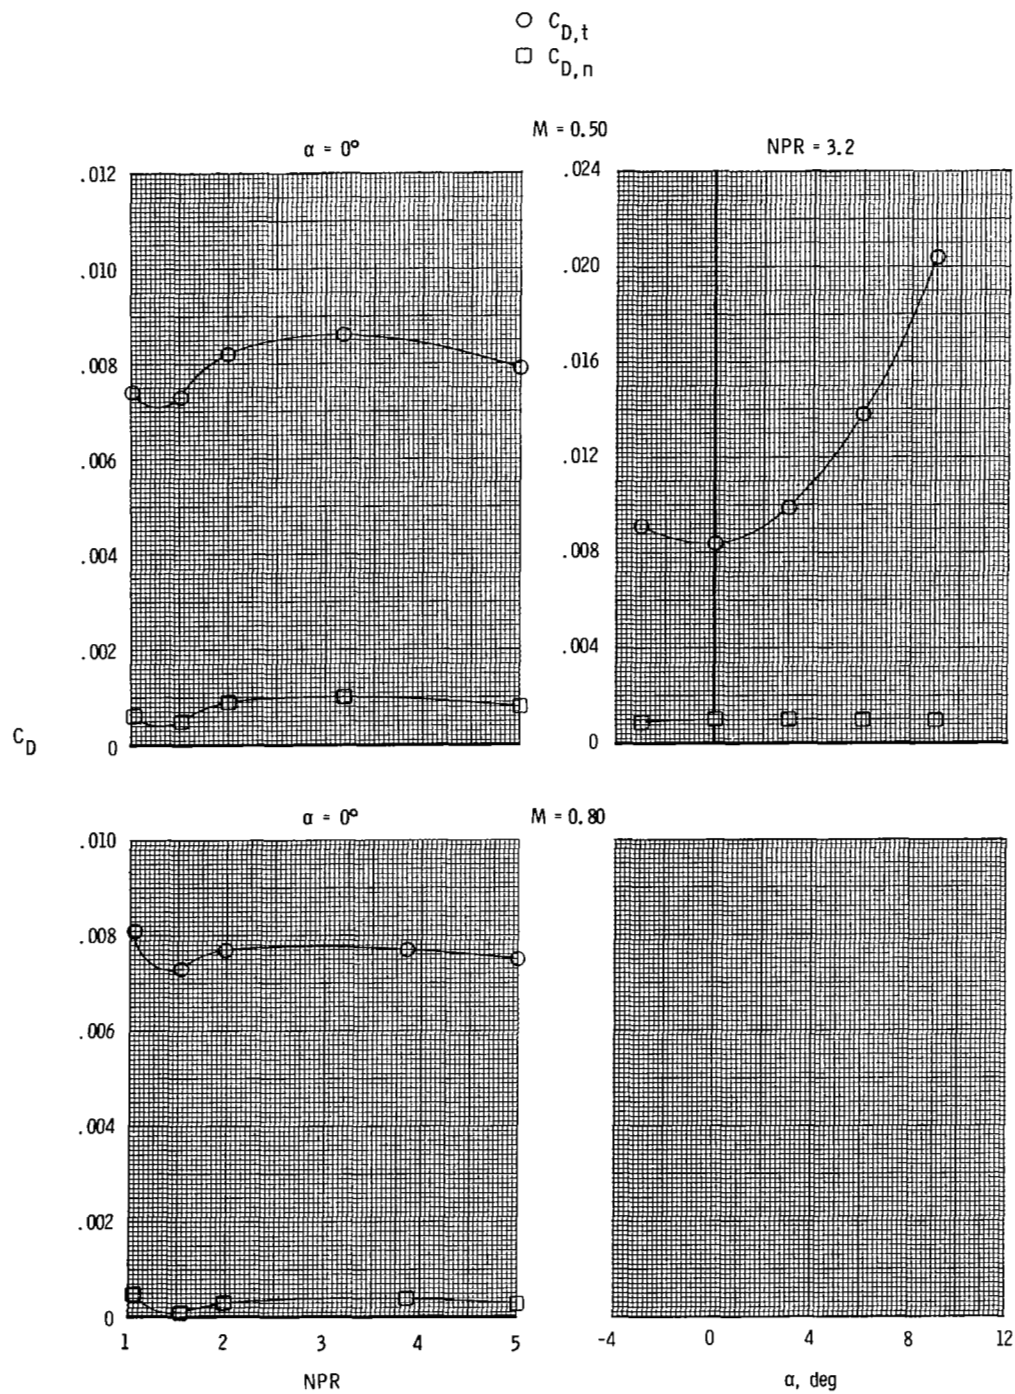 C_D,t
C_D,n
M = 0.50
α = 0°
NPR = 3.2
.012
.010
.008
.006
.004
.002
0
.024
.020
.016
.012
.008
.004
0
C_D
α = 0°
M = 0.80
.010
.008
.006
.004
.002
0
1 2 3 4 5
NPR
-4 0 4 8 12
α, deg